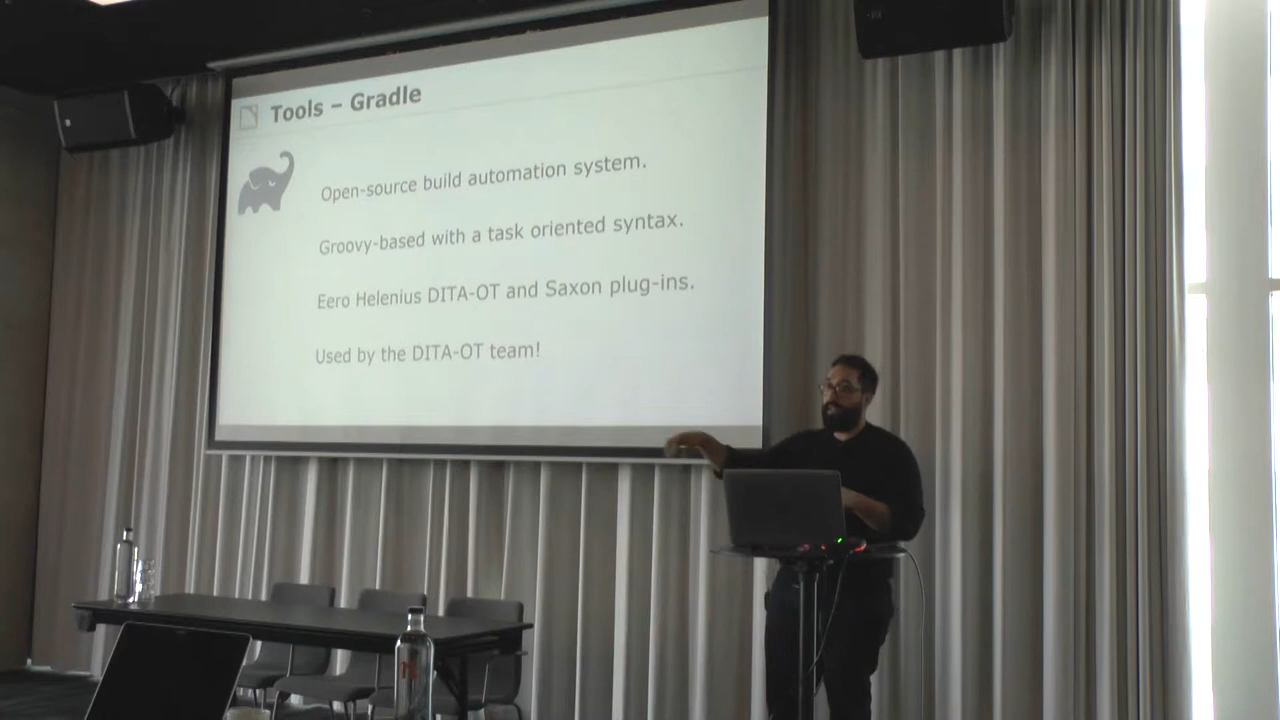 Tools – Gradle
Open-source build automation system.
Groovy-based with a task oriented syntax.
Eero Helenius DITA-OT and Saxon plug-ins.
Used by the DITA-OT team!